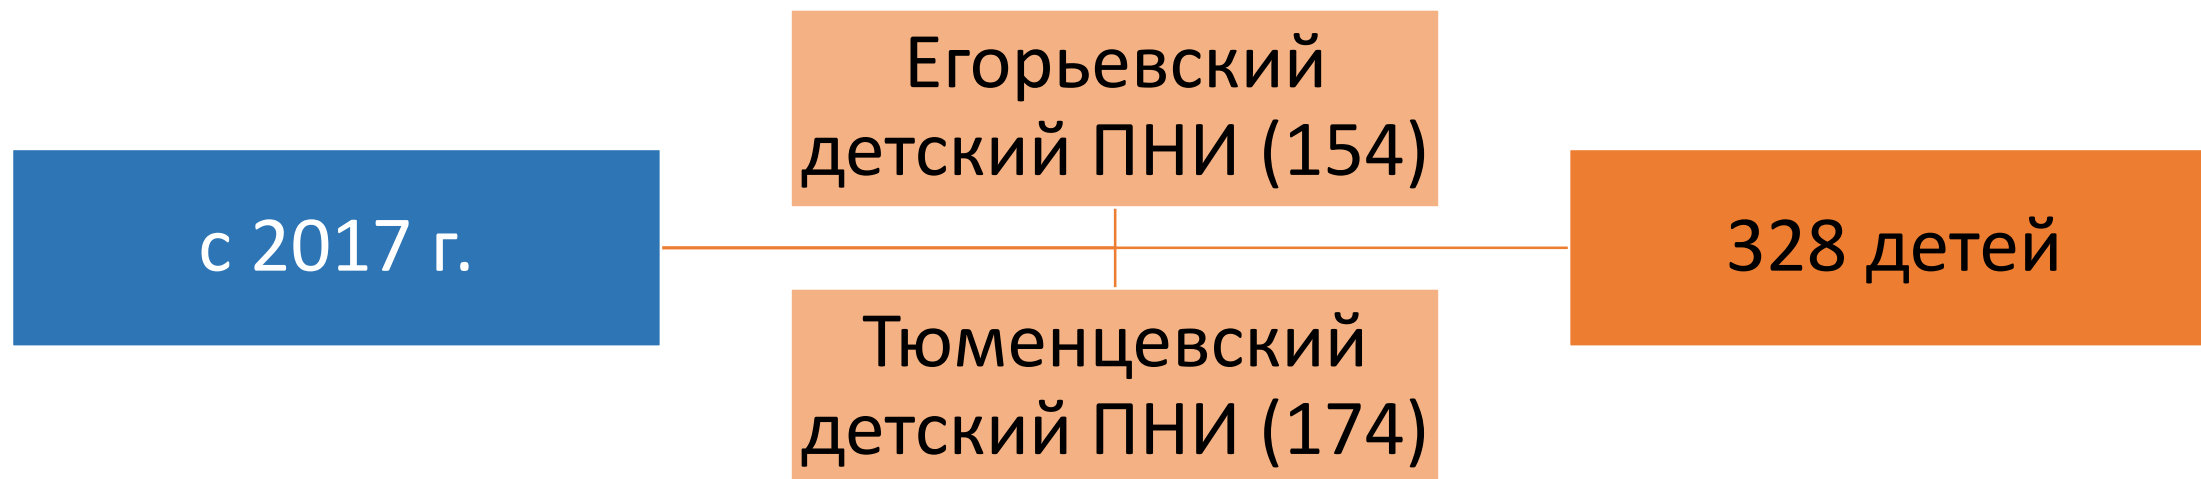 с 2017 г.
Егорьевский
детский ПНИ (154)
Тюменцевский
детский ПНИ (174)
328 детей